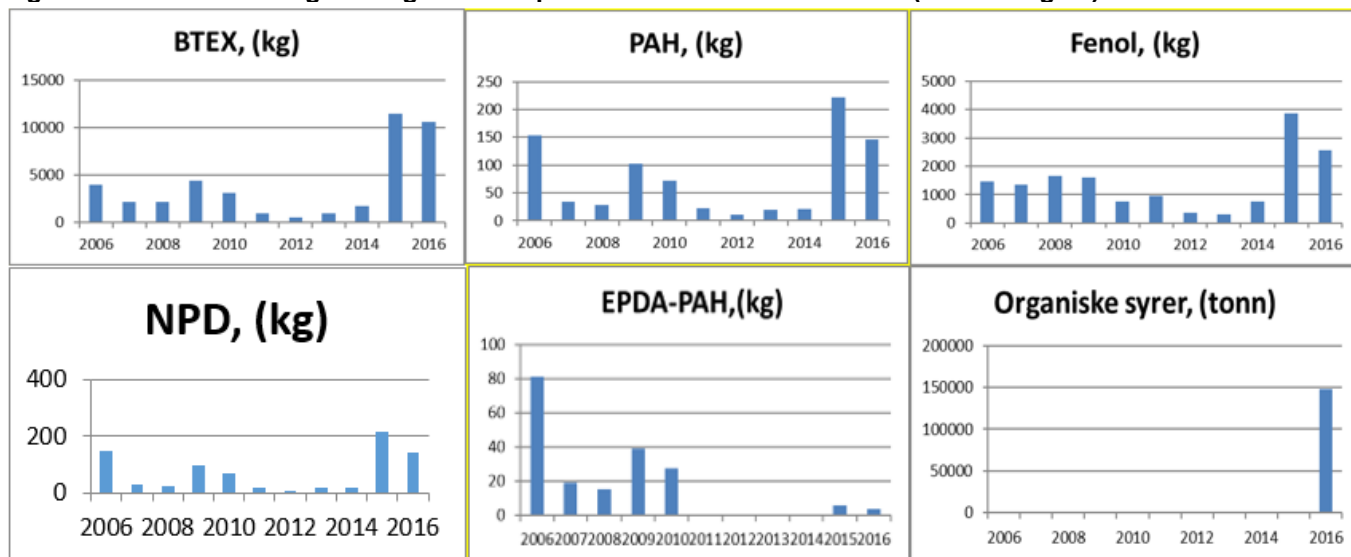 BTEX, (kg)
15000
10000
5000
0
2006 2008 2010 2012 2014 2016
PAH, (kg)
250
200
150
100
50
0
2006 2008 2010 2012 2014 2016
Fenol, (kg)
5000
4000
3000
2000
1000
0
2006 2008 2010 2012 2014 2016
NPD, (kg)
400
200
0
2006 2008 2010 2012 2014 2016
EPDA-PAH,(kg)
100
80
60
40
20
0
20062007200820092010201120122013201420152016
Organiske syrer, (tonn)
200000
150000
100000
50000
0
2006 2008 2010 2012 2014 2016